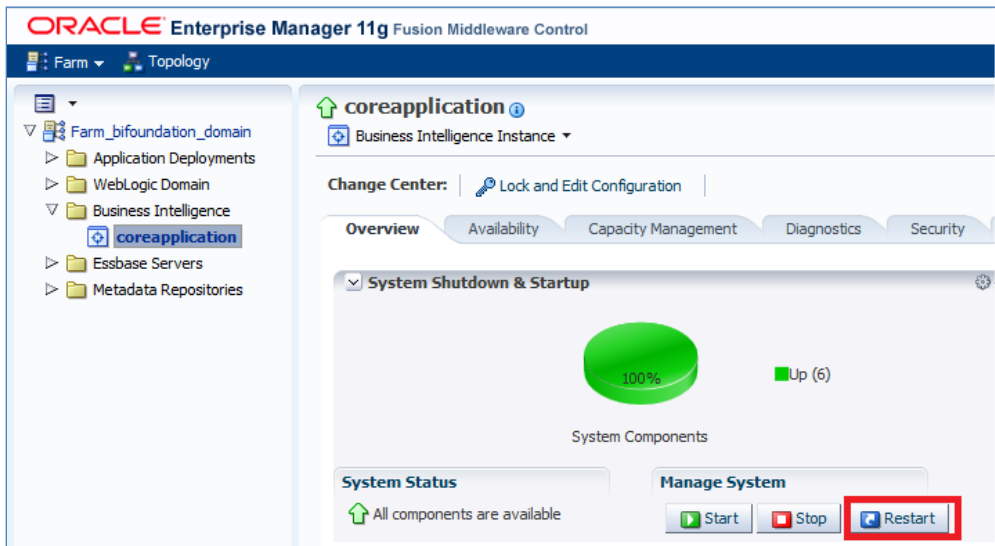 ORACLE Enterprise Manager 11g Fusion Middleware Control
Farm Topology
Farm_bifoundation_domain
Application Deployments
WebLogic Domain
Business Intelligence
coreapplication
Essbase Servers
Metadata Repositories
coreapplication
Business Intelligence Instance
Change Center: Lock and Edit Configuration
Overview Availability Capacity Management Diagnostics Security
System Shutdown & Startup
100%
Up (6)
System Components
System Status
All components are available
Manage System
Start Stop Restart